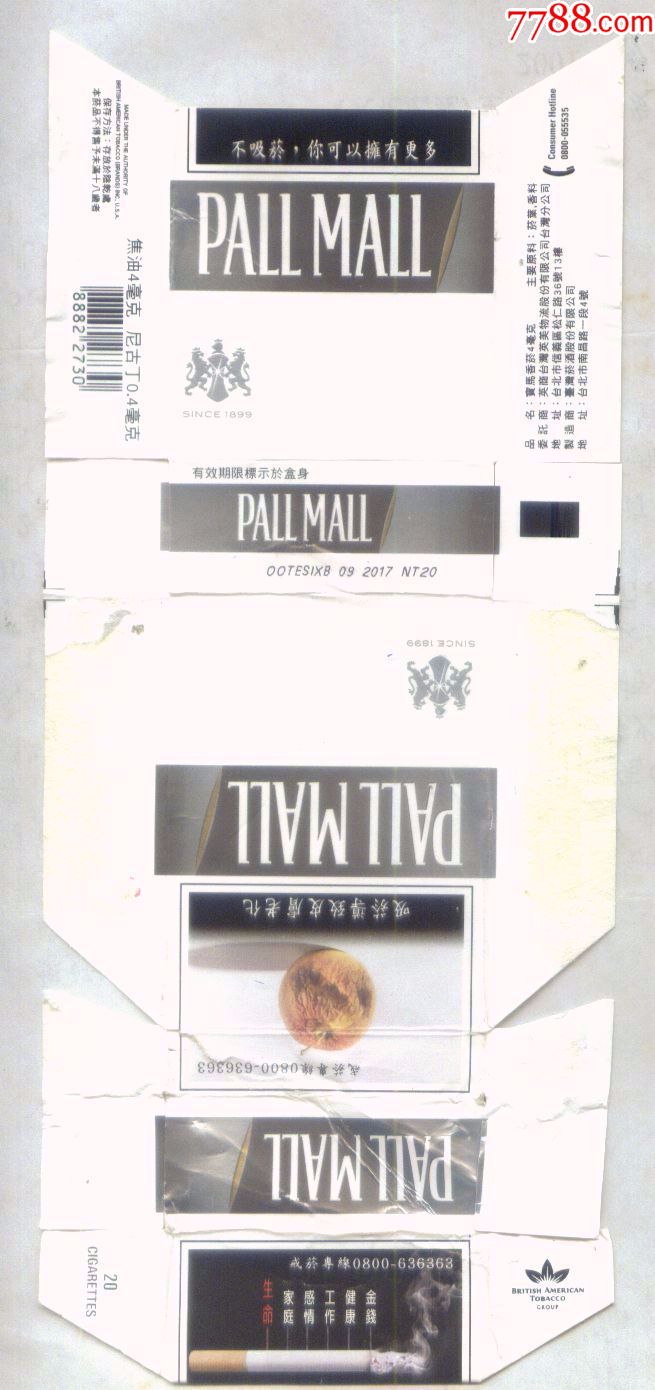 7788.com
不吸菸，你可以擁有更多
PALL MALL
SINCE 1899
MADE UNDER THE AUTHORITY OF
BRITISH AMERICAN TOBACCO (BRANDS) INC. U.S.A.
保存方法：存放於陰乾處
本菸品不得售予未滿十八歲者
焦油4毫克 尼古丁0.4毫克
8882 2730
Consumer Hotline
0800-055535
品 名：寶馬香菸4毫克 主要原料：菸葉,香料
委託商：英商台灣英美物流股份有限公司台灣分公司
地 址：台北市信義區松仁路36號13樓
製造商：臺灣菸酒股份有限公司
地 址：台北市南昌路一段4號
有效期限標示於盒身
PALL MALL
OOTESIXB 09 2017 NT20
SINCE 1899
PALL MALL
吸菸導致皮膚老化
戒菸專線0800-636363
PALL MALL
戒菸專線0800-636363
金錢
健康
工作
感情
家庭
生命
20
CIGARETTES
BRITISH AMERICAN
TOBACCO
GROUP